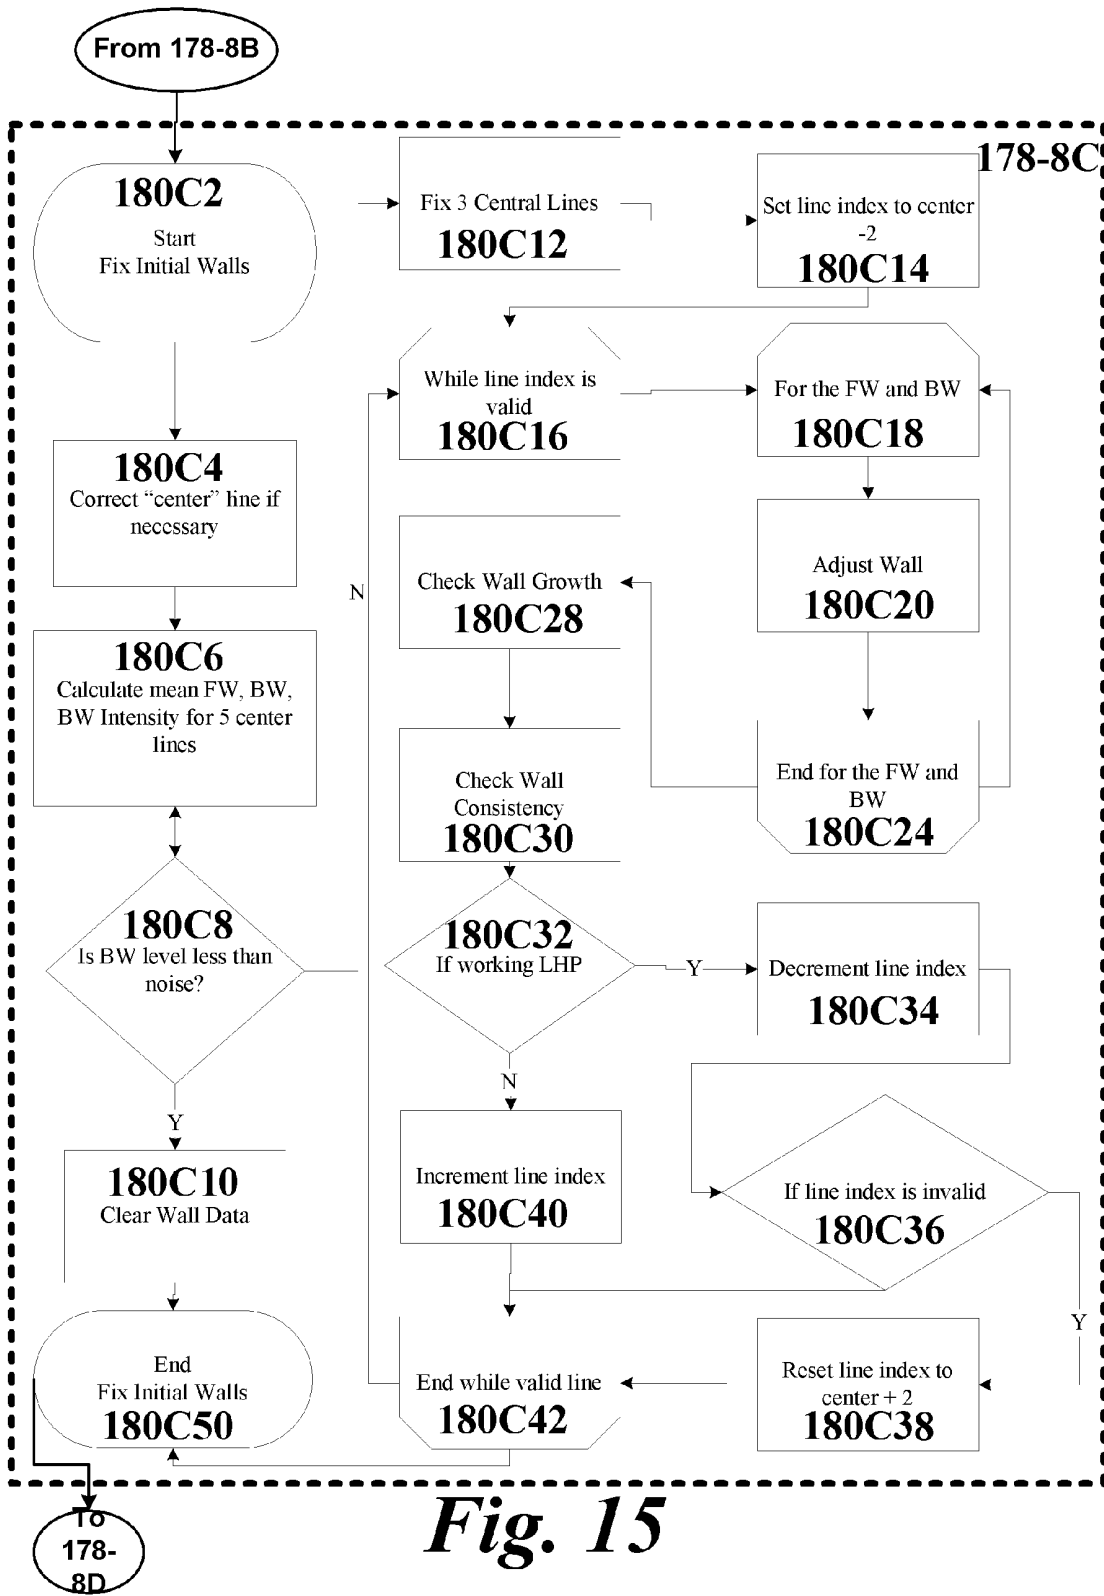 From 178-8B
178-8C
180C2
Start
Fix Initial Walls
180C4
Correct “center” line if
necessary
180C6
Calculate mean FW, BW,
BW Intensity for 5 center
lines
180C8
Is BW level less than
noise?
Y
180C10
Clear Wall Data
End
Fix Initial Walls
180C50
To
178-
8D
Fix 3 Central Lines
180C12
Set line index to center
-2
180C14
While line index is
valid
180C16
For the FW and BW
180C18
Adjust Wall
180C20
End for the FW and
BW
180C24
Check Wall Growth
180C28
N
Check Wall
Consistency
180C30
180C32
If working LHP
Y
Decrement line index
180C34
N
Increment line index
180C40
If line index is invalid
180C36
Y
Reset line index to
center + 2
180C38
End while valid line
180C42
Fig. 15